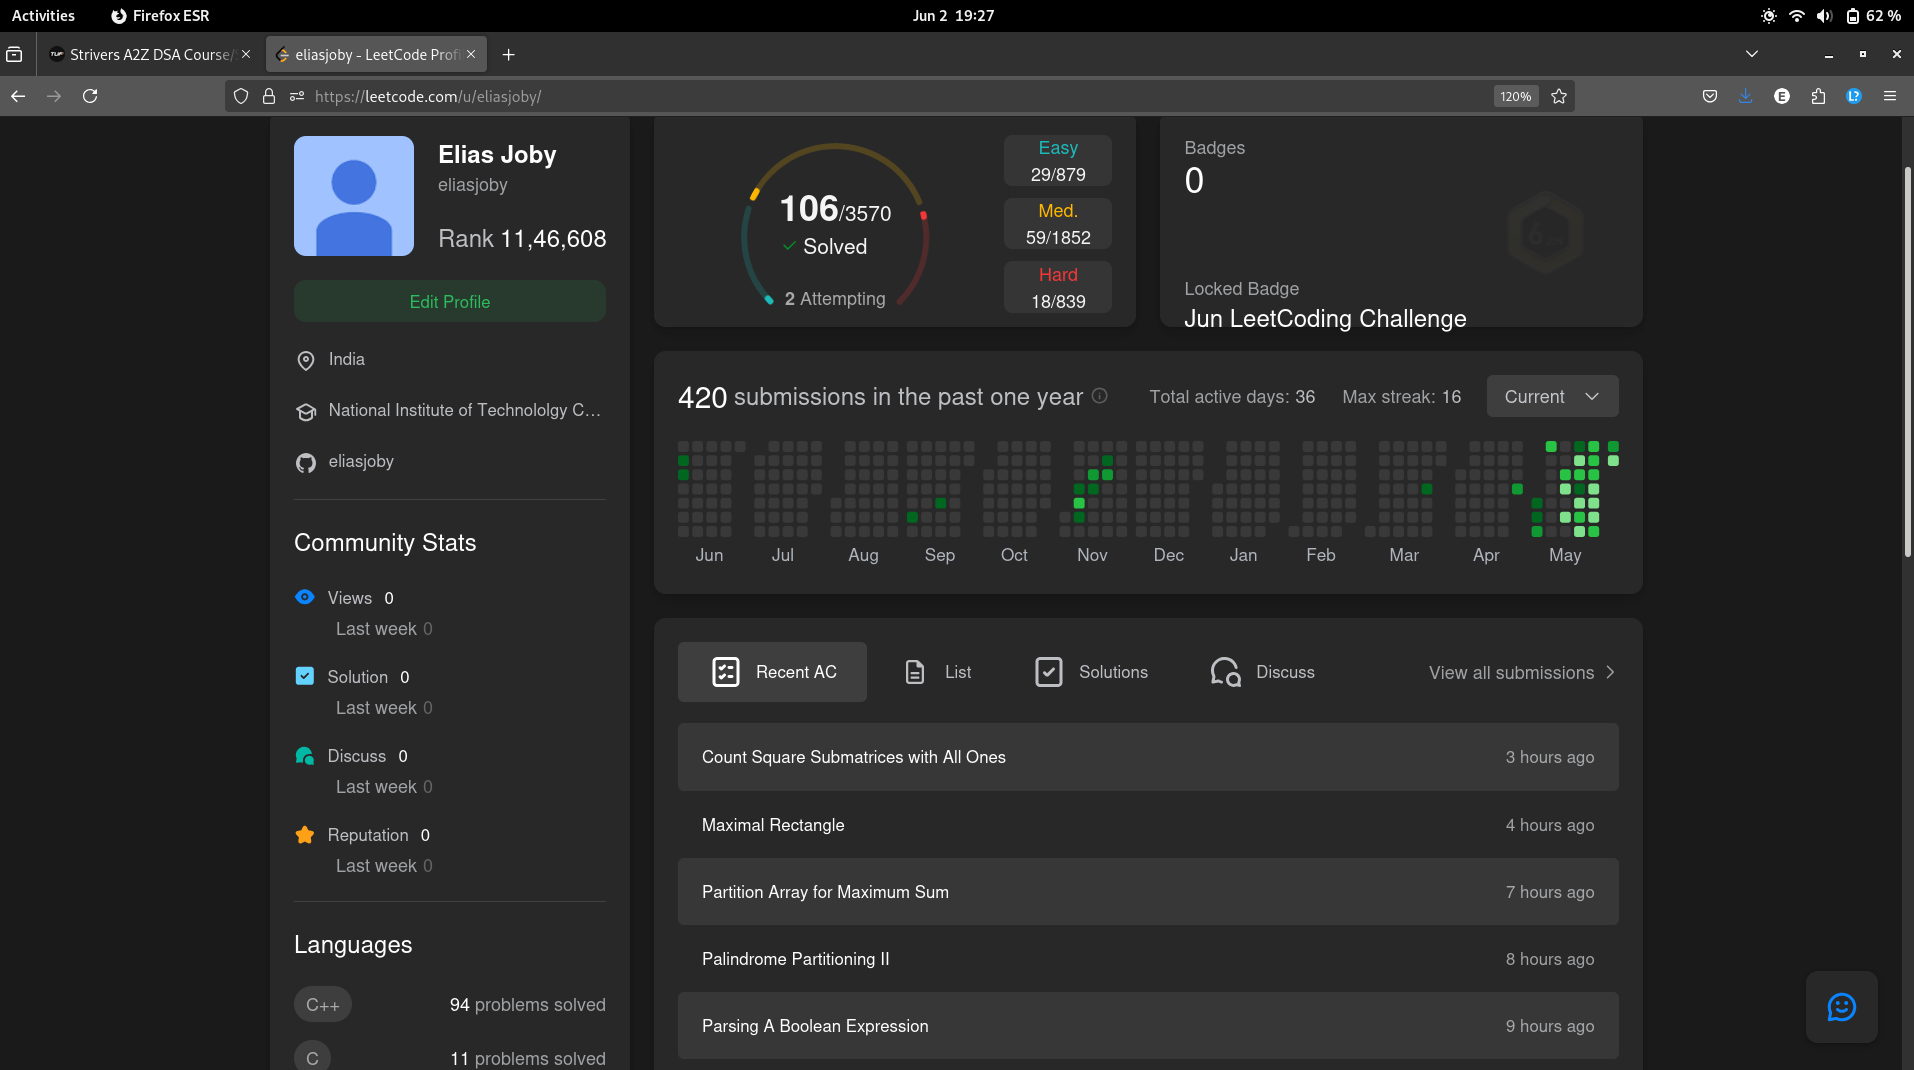 Activities
Firefox ESR
Jun 2 19:27
62 %
Strivers A2Z DSA Course/
eliasjoby - LeetCode Profi
https://leetcode.com/u/eliasjoby/
120%
Elias Joby
eliasjoby
Rank 11,46,608
Edit Profile
India
National Institute of Technololgy C...
eliasjoby
Community Stats
Views 0
Last week 0
Solution 0
Last week 0
Discuss 0
Last week 0
Reputation 0
Last week 0
Languages
C++ 94 problems solved
C 11 problems solved
106/3570
Solved
2 Attempting
Easy
29/879
Med.
59/1852
Hard
18/839
Badges
0
Locked Badge
Jun LeetCoding Challenge
420 submissions in the past one year
Total active days: 36
Max streak: 16
Current
Jun Jul Aug Sep Oct Nov Dec Jan Feb Mar Apr May
Recent AC
List
Solutions
Discuss
View all submissions
Count Square Submatrices with All Ones 3 hours ago
Maximal Rectangle 4 hours ago
Partition Array for Maximum Sum 7 hours ago
Palindrome Partitioning II 8 hours ago
Parsing A Boolean Expression 9 hours ago